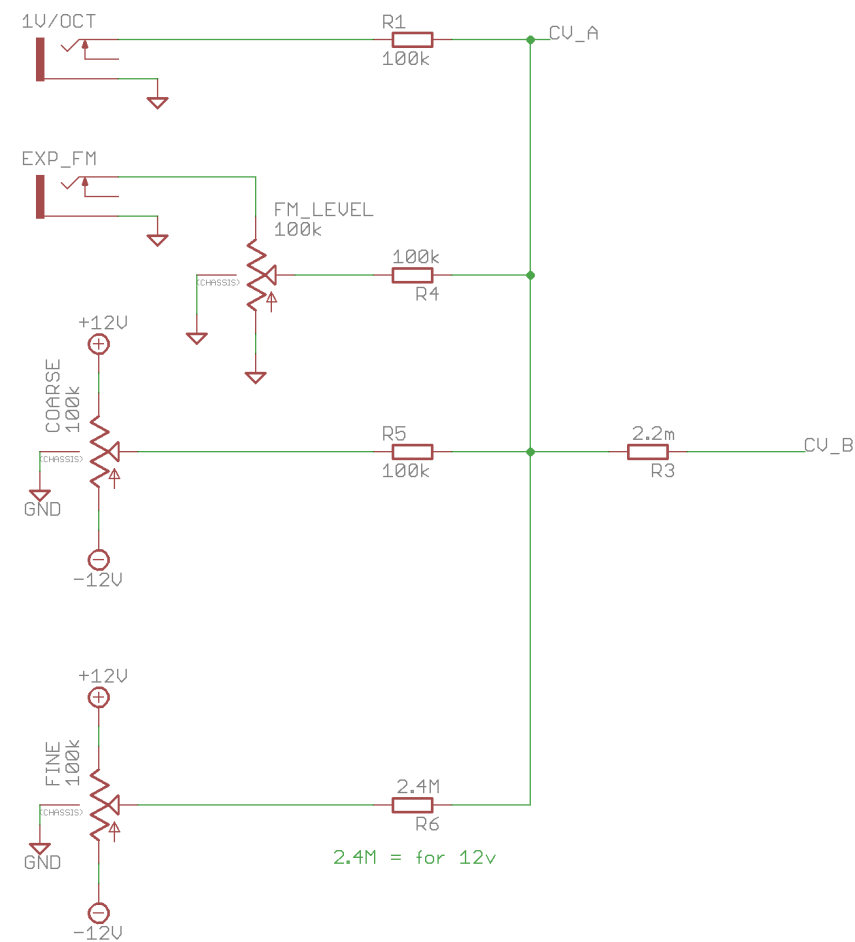 1V/OCT
R1
100k
CV_A
EXP_FM
FM_LEVEL
100k
(CHASSIS)
100k
R4
+12V
COARSE
100k
(CHASSIS)
GND
-12V
R5
100k
2.2m
R3
CV_B
+12V
FINE
100k
(CHASSIS)
GND
-12V
2.4M
R6
2.4M = for 12v